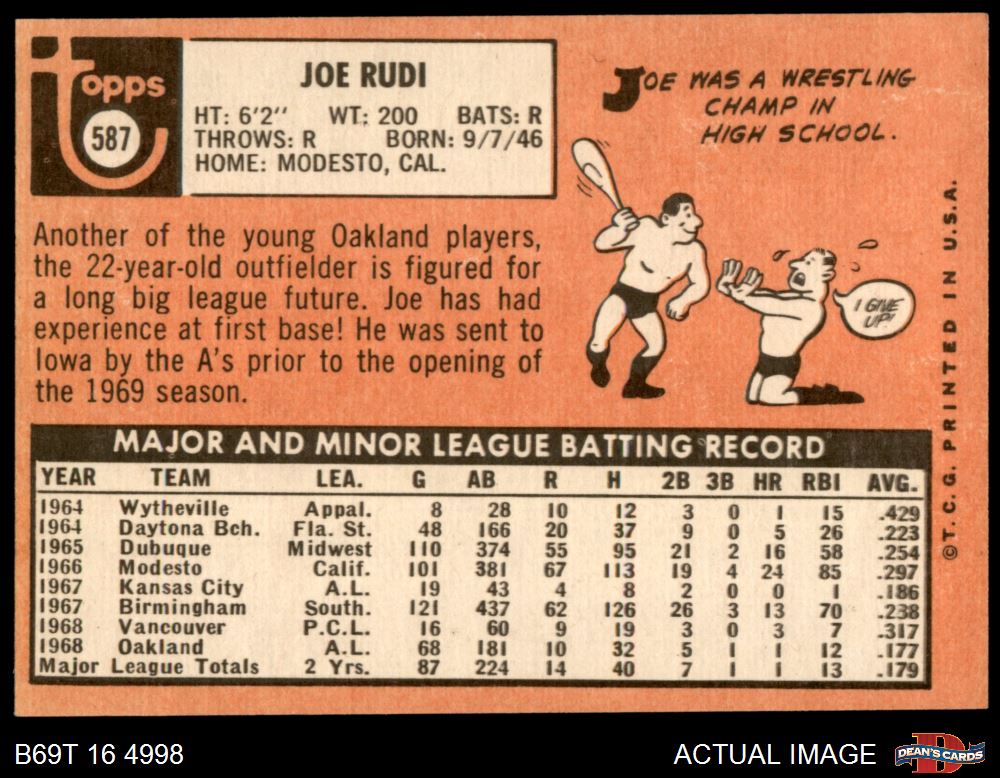 topps
587
JOE RUDI
HT: 6'2" WT: 200 BATS: R
THROWS: R BORN: 9/7/46
HOME: MODESTO, CAL.
JOE WAS A WRESTLING
CHAMP IN
HIGH SCHOOL.
I GIVE
UP!
Another of the young Oakland players,
the 22-year-old outfielder is figured for
a long big league future. Joe has had
experience at first base! He was sent to
Iowa by the A's prior to the opening of
the 1969 season.
©T. C. G. PRINTED IN U.S.A.
MAJOR AND MINOR LEAGUE BATTING RECORD
YEAR TEAM LEA. G AB R H 2B 3B HR RBI AVG.
1964 Wytheville Appal. 8 28 10 12 3 0 1 15 .429
1964 Daytona Bch. Fla. St. 48 166 20 37 9 0 5 26 .223
1965 Dubuque Midwest 110 374 55 95 21 2 16 58 .254
1966 Modesto Calif. 101 381 67 113 19 4 24 85 .297
1967 Kansas City A.L. 19 43 4 8 2 0 0 1 .186
1967 Birmingham South. 121 437 62 126 26 3 13 70 .238
1968 Vancouver P.C.L. 16 60 9 19 3 0 3 7 .317
1968 Oakland A.L. 68 181 10 32 5 1 1 12 .177
Major League Totals 2 Yrs. 87 224 14 40 7 1 1 13 .179
B69T 16 4998
ACTUAL IMAGE
DEAN'S CARDS